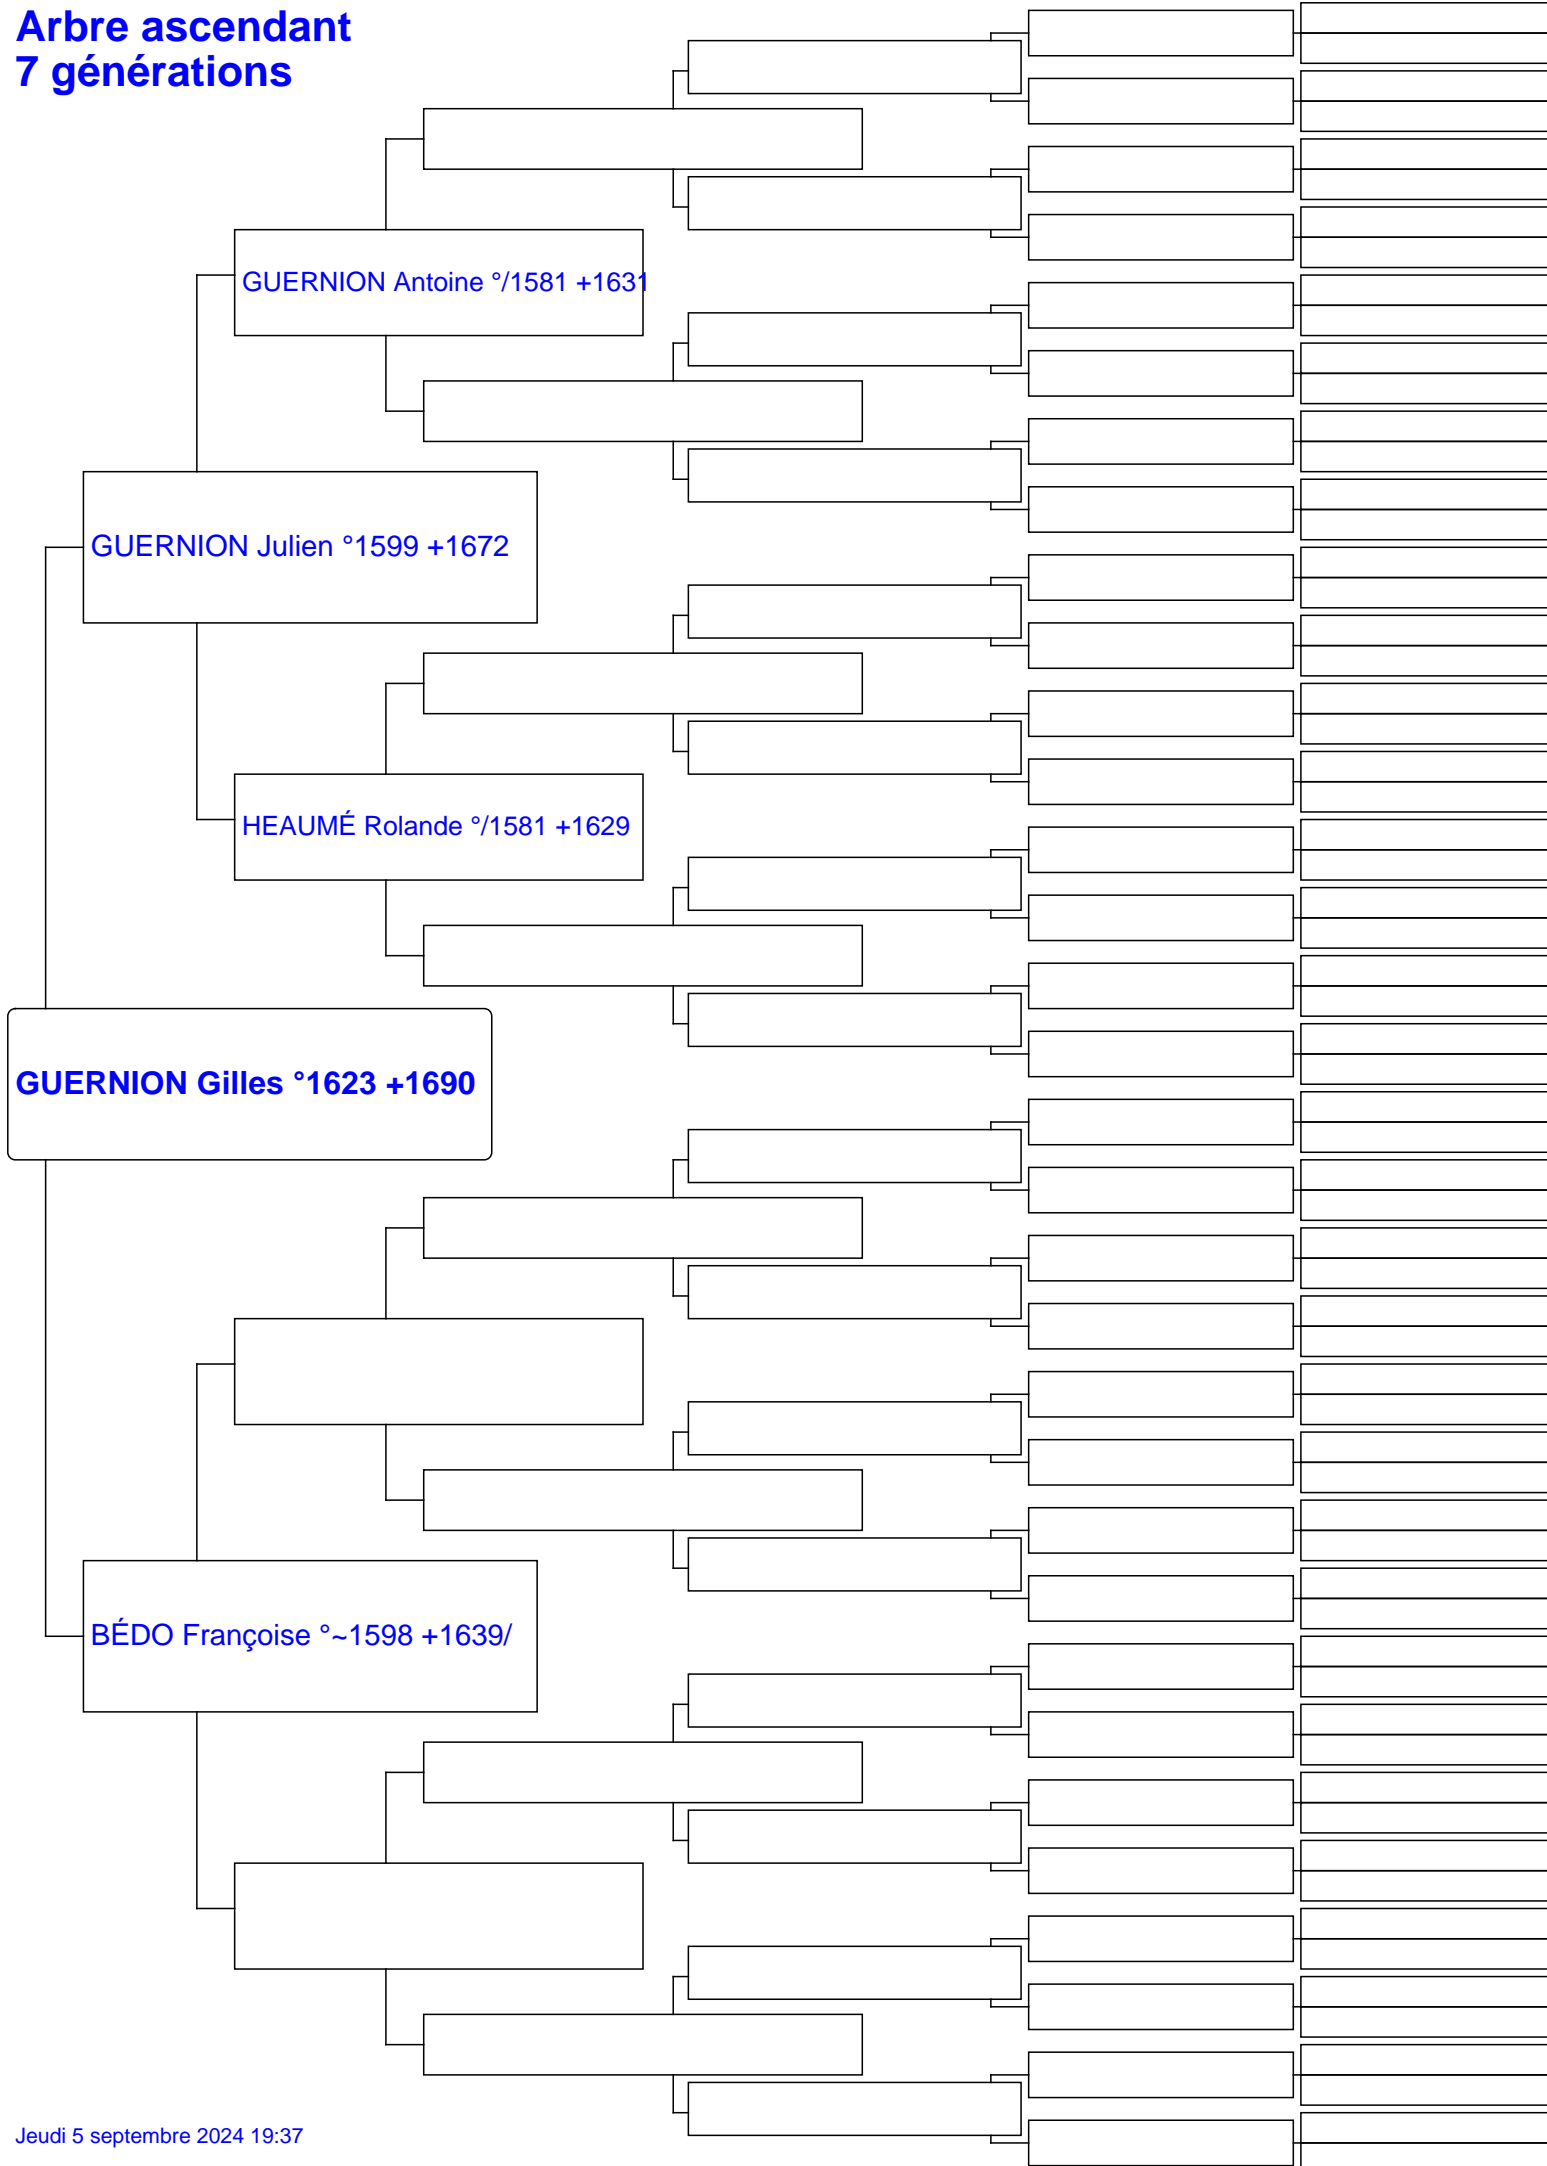 Arbre ascendant
7 générations
GUERNION Antoine °/1581 +1631
GUERNION Julien °1599 +1672
HEAUMÉ Rolande °/1581 +1629
GUERNION Gilles °1623 +1690
BÉDO Françoise °~1598 +1639/
Jeudi 5 septembre 2024 19:37